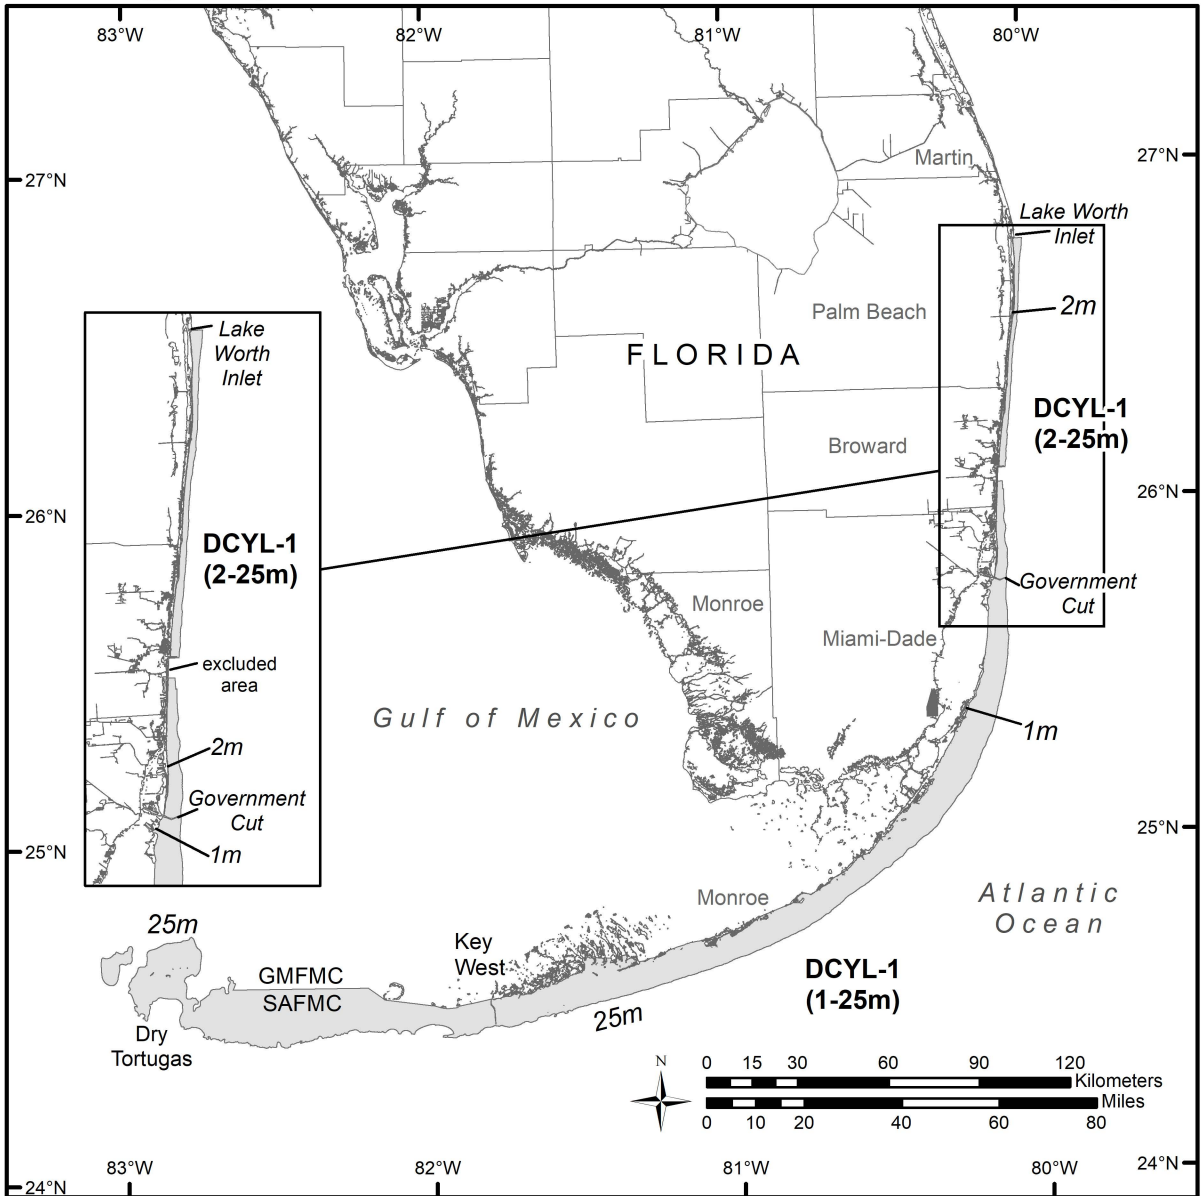 83°W
82°W
81°W
80°W
Martin
27°N
27°N
Lake Worth
Inlet
Palm Beach
2m
FLORIDA
Lake
Worth
Inlet
DCYL-1
(2-25m)
Broward
26°N
26°N
DCYL-1
(2-25m)
Government
Cut
Monroe
Miami-Dade
excluded
area
Gulf of Mexico
1m
2m
Government
Cut
1m
25°N
25°N
Monroe
Atlantic
Ocean
25m
Key
West
GMFMC
SAFMC
DCYL-1
(1-25m)
25m
Dry
Tortugas
N
0 15 30 60 90 120
Kilometers
Miles
0 10 20 40 60 80
83°W
82°W
81°W
80°W
24°N
24°N